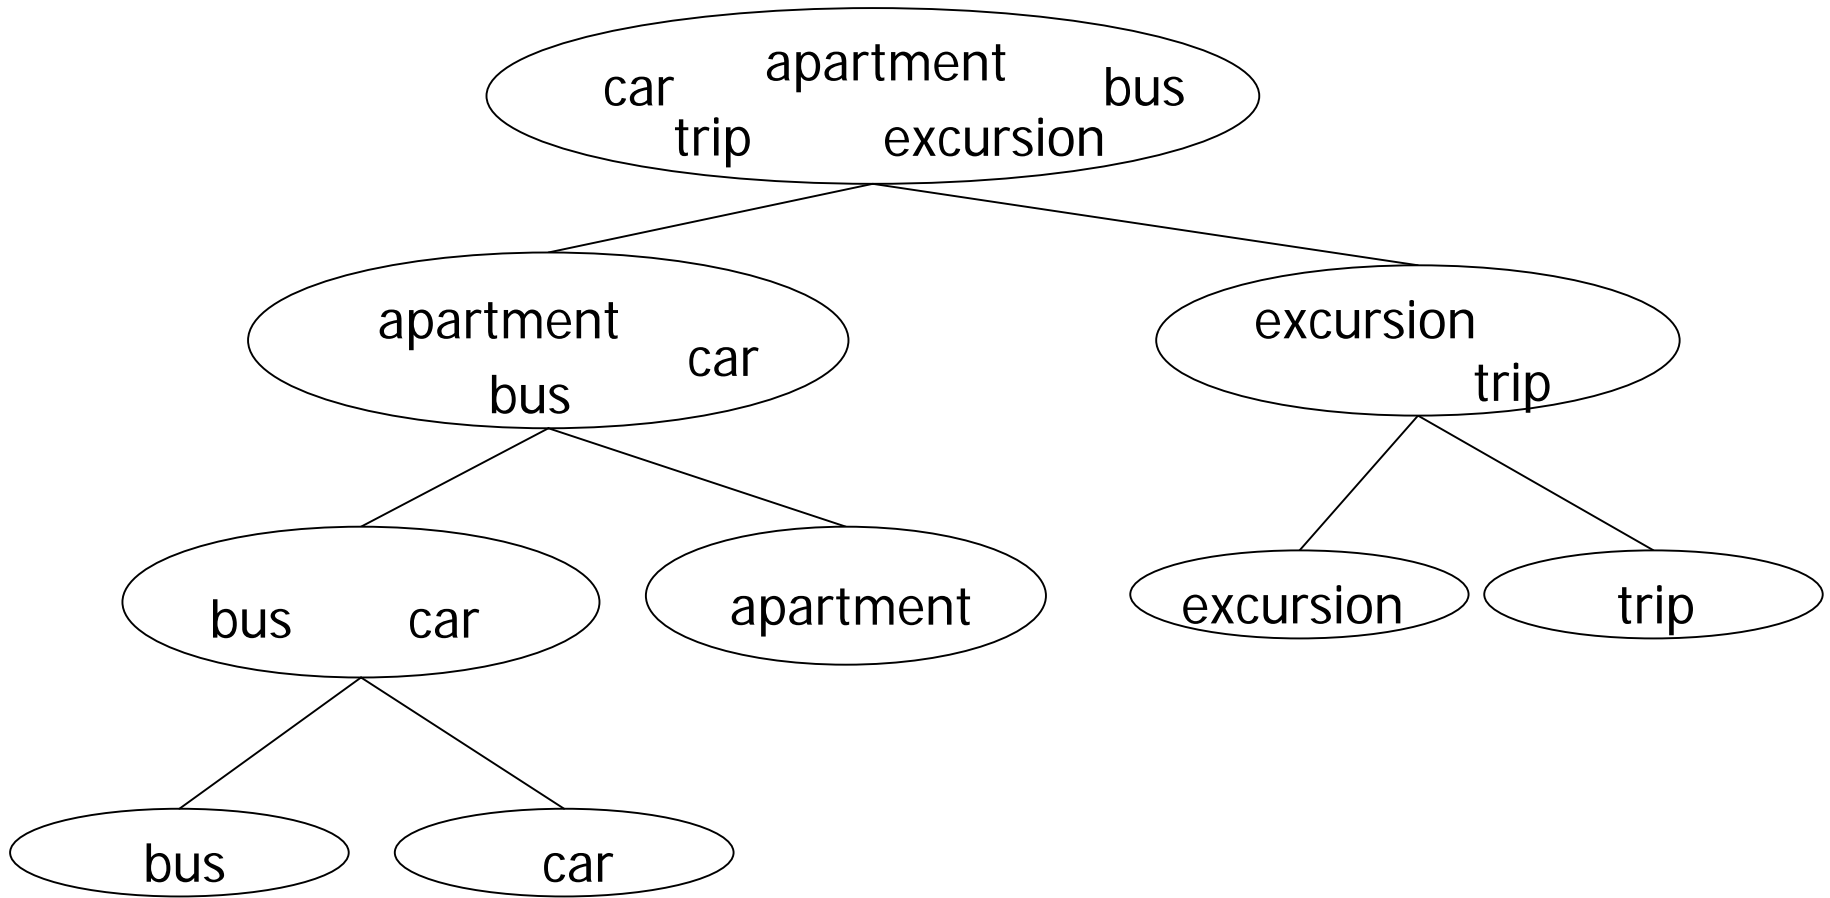 apartment
car bus
trip excursion
apartment
car
bus
excursion
trip
bus car
apartment
excursion
trip
bus
car